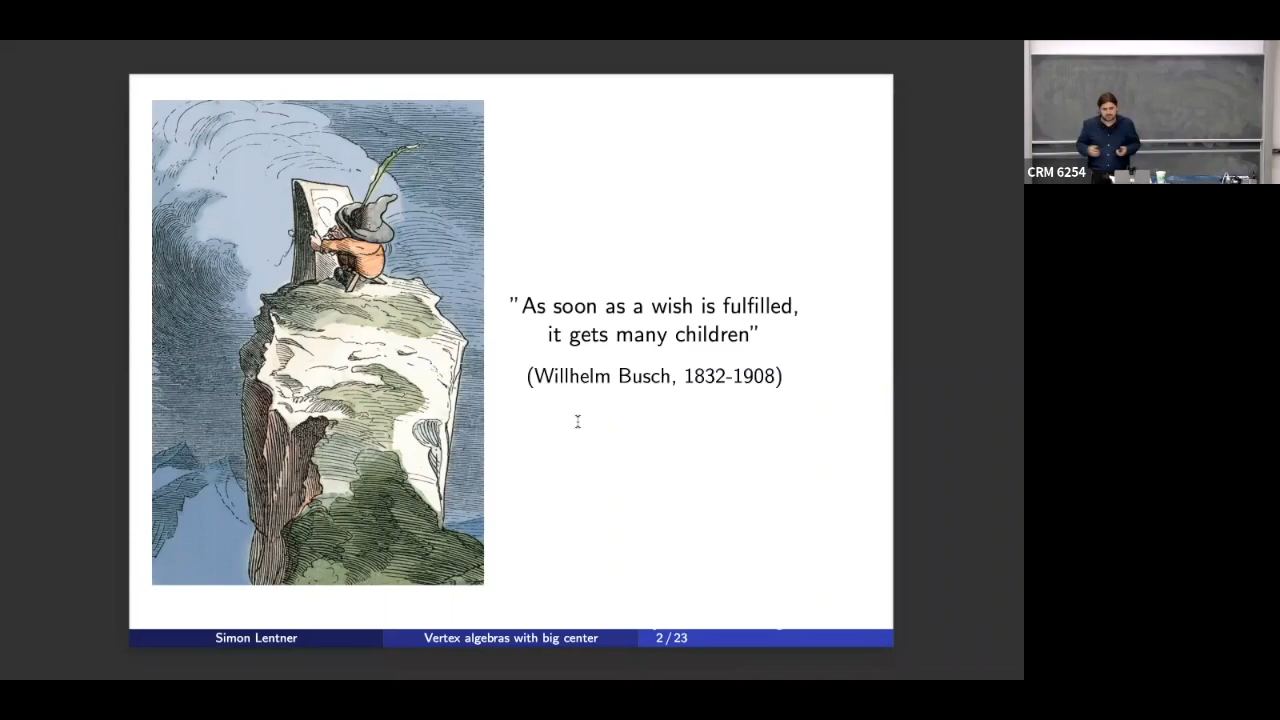 "As soon as a wish is fulfilled,
it gets many children"
(Willhelm Busch, 1832-1908)
Simon Lentner
Vertex algebras with big center
2 / 23
CRM 6254